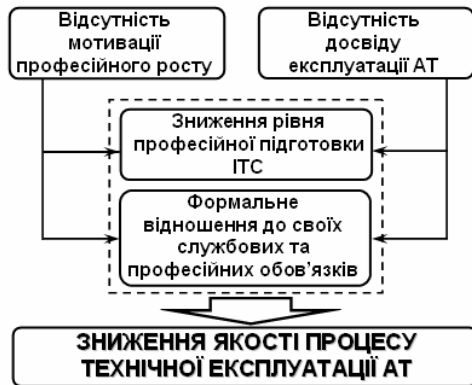 Відсутність
мотивації
професійного росту
Відсутність
досвіду
експлуатації АТ
Зниження рівня
професійної підготовки
ІТС
Формальне
відношення до своїх
службових та
професійних обов'язків
ЗНИЖЕННЯ ЯКОСТІ ПРОЦЕСУ
ТЕХНІЧНОЇ ЕКСПЛУАТАЦІЇ АТ